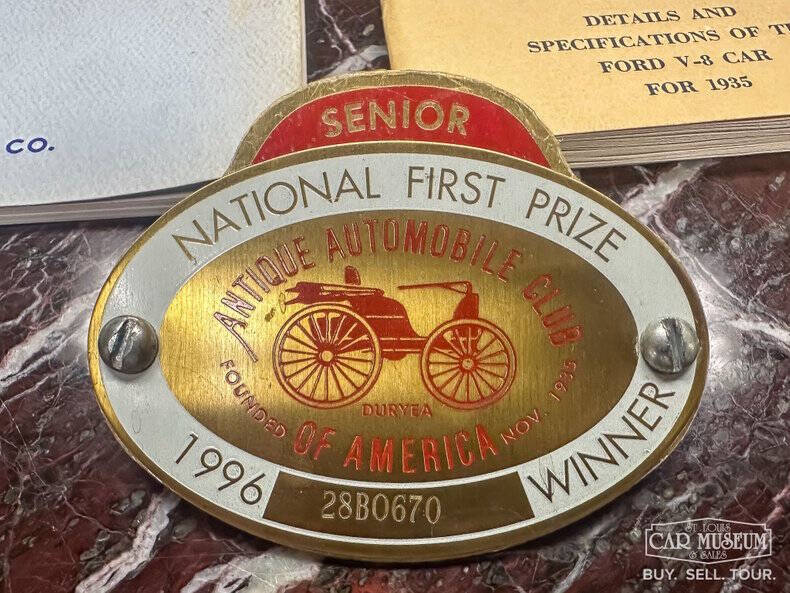 CO.
DETAILS AND
SPECIFICATIONS OF
FORD V-8 CAR
FOR 1935
SENIOR
NATIONAL FIRST PRIZE
ANTIQUE AUTOMOBILE CLUB
FOUNDED NOV. 1935
DURYEA
OF AMERICA
1996 WINNER
28B0670
ST. LOUIS
CAR MUSEUM
& SALES
BUY. SELL. TOUR.